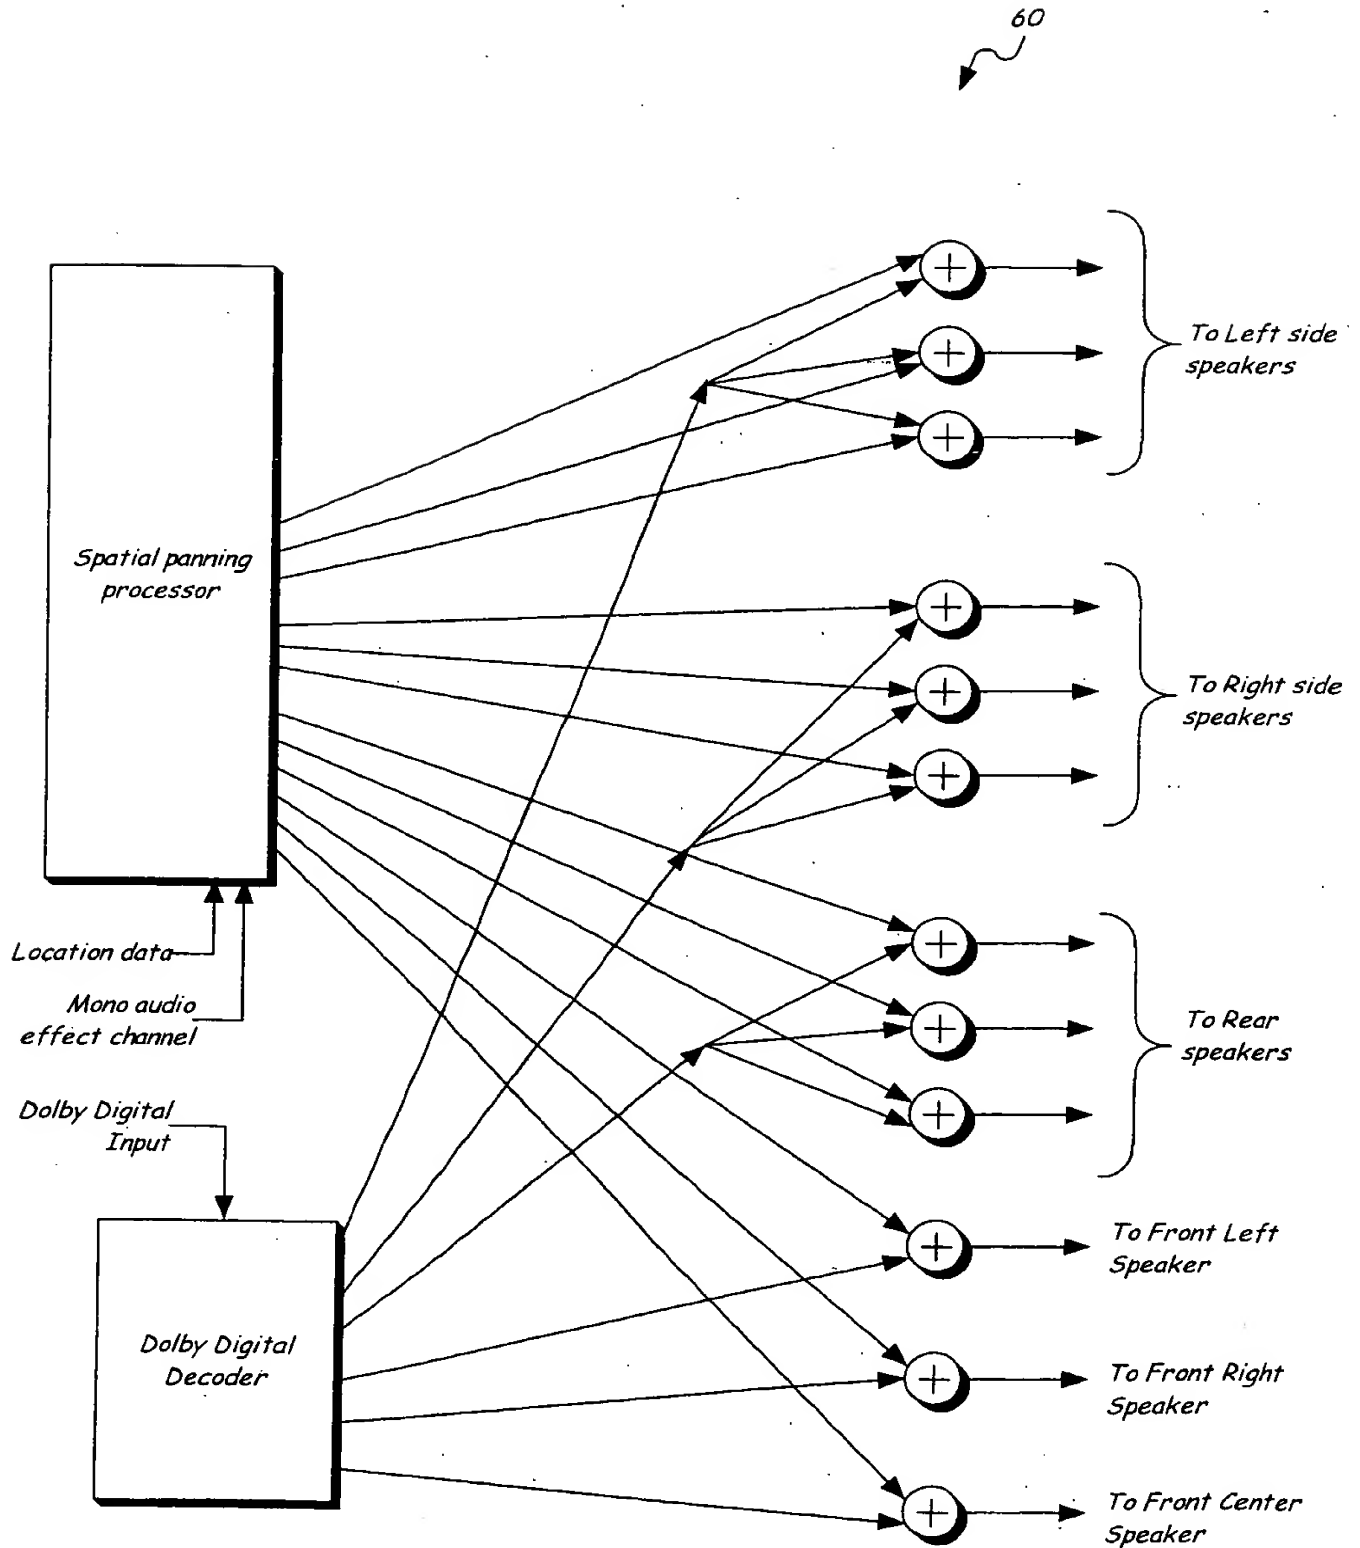 60
To Left side
speakers
Spatial panning
processor
To Right side
speakers
Location data
Mono audio
effect channel
To Rear
speakers
Dolby Digital
Input
To Front Left
Speaker
Dolby Digital
Decoder
To Front Right
Speaker
To Front Center
Speaker